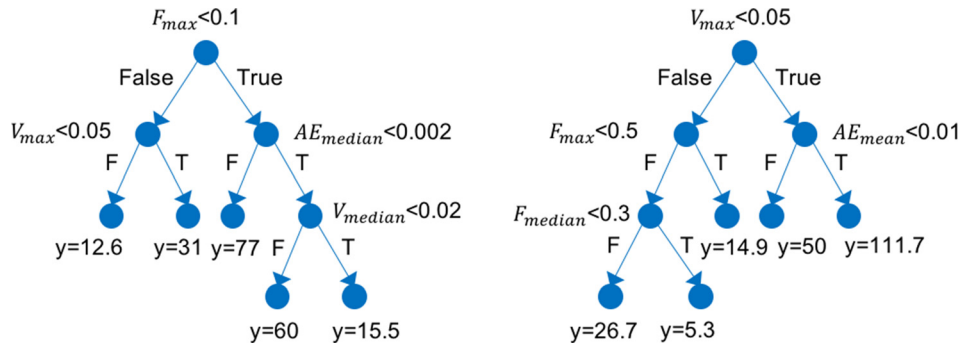 F_max<0.1
False True
V_max<0.05
AE_median<0.002
F T F T
V_median<0.02
y=12.6 y=31 y=77
F T
y=60 y=15.5
V_max<0.05
False True
F_max<0.5
AE_mean<0.01
F T F T
F_median<0.3
F T
y=14.9 y=50 y=111.7
y=26.7 y=5.3